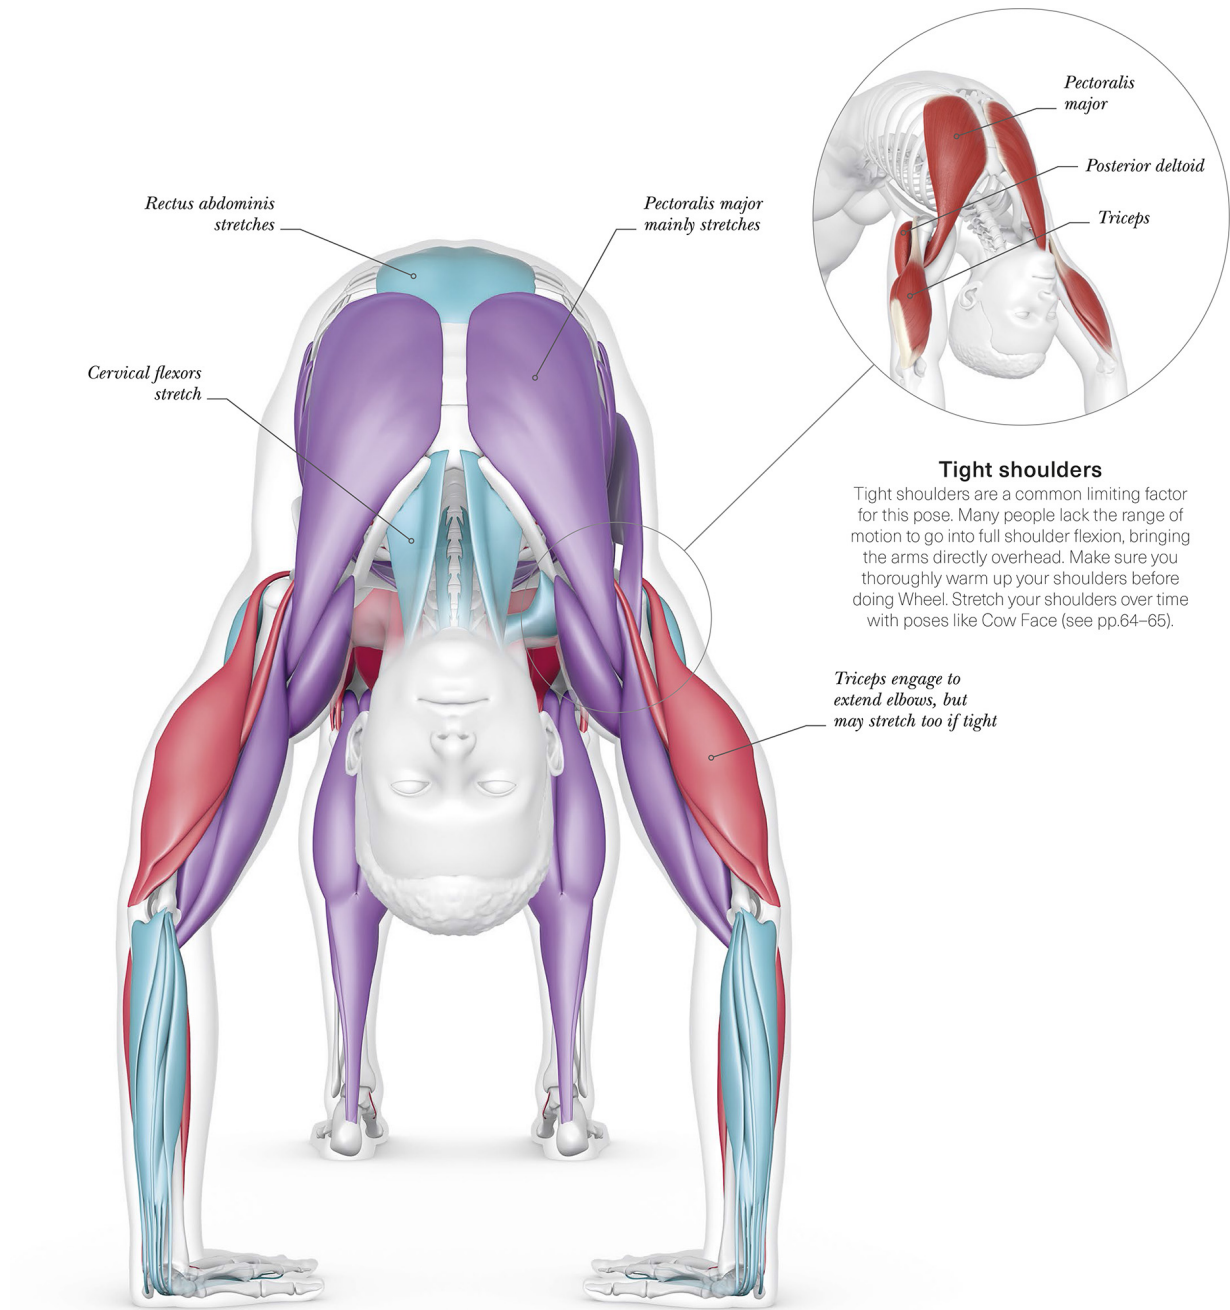 Pectoralis
major
Posterior deltoid
Triceps
Rectus abdominis
stretches
Pectoralis major
mainly stretches
Cervical flexors
stretch
Tight shoulders
Tight shoulders are a common limiting factor
for this pose. Many people lack the range of
motion to go into full shoulder flexion, bringing
the arms directly overhead. Make sure you
thoroughly warm up your shoulders before
doing Wheel. Stretch your shoulders over time
with poses like Cow Face (see pp.64–65).
Triceps engage to
extend elbows, but
may stretch too if tight